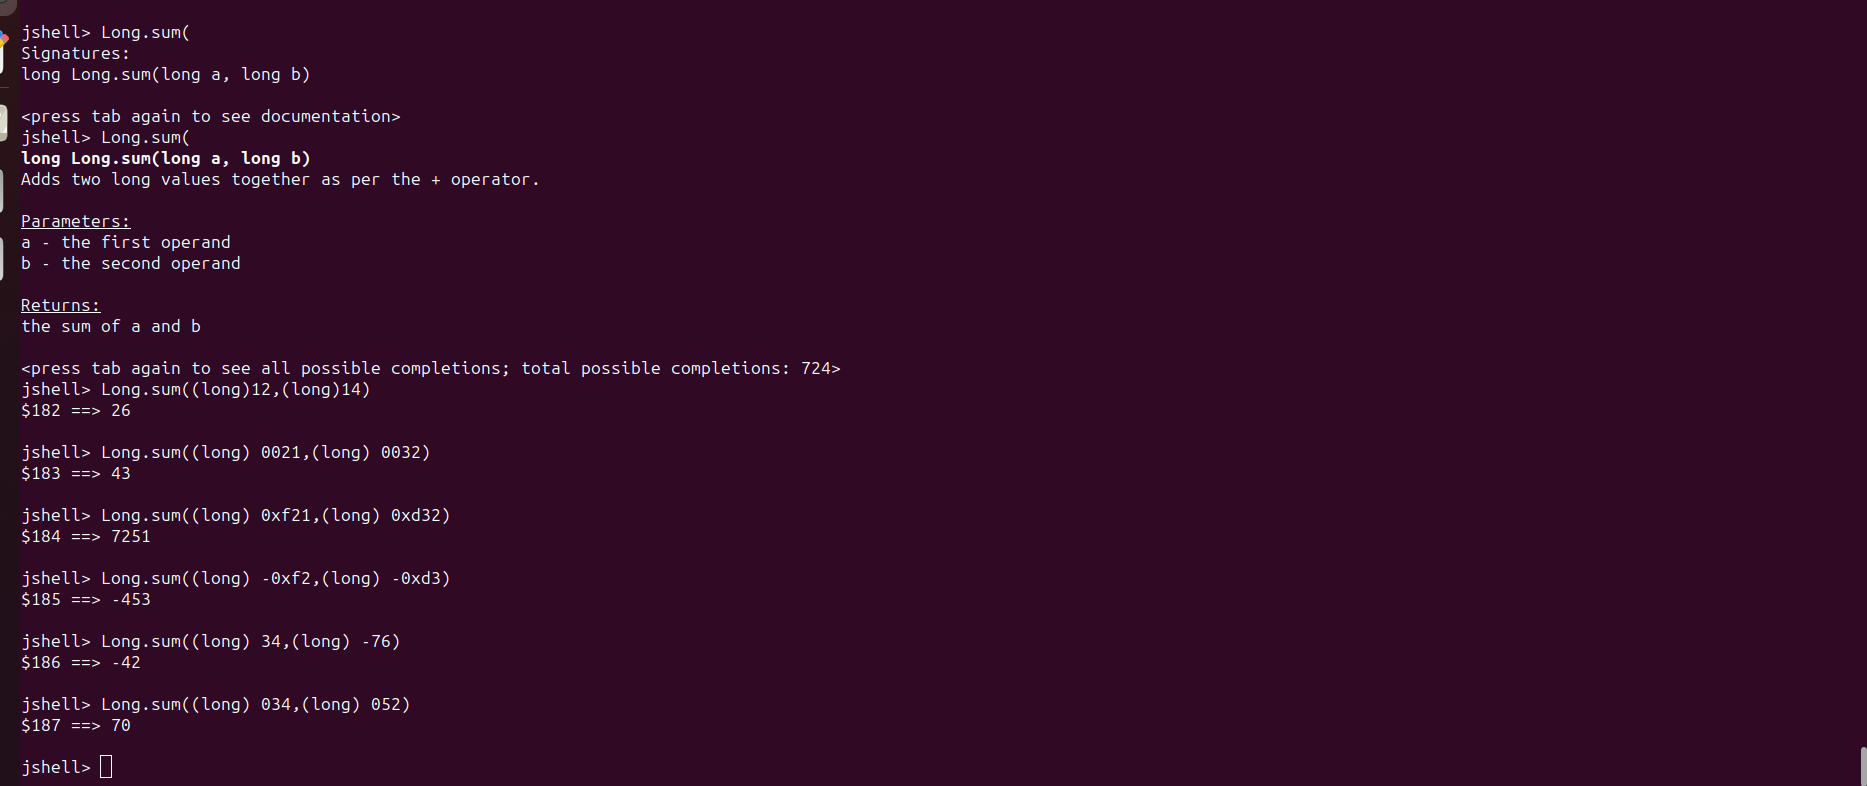 jshell> Long.sum(
Signatures:
long Long.sum(long a, long b)
<press tab again to see documentation>
jshell> Long.sum(
long Long.sum(long a, long b)
Adds two long values together as per the + operator.
Parameters:
a - the first operand
b - the second operand
Returns:
the sum of a and b
<press tab again to see all possible completions; total possible completions: 724>
jshell> Long.sum((long)12,(long)14)
$182 ==> 26
jshell> Long.sum((long) 0021,(long) 0032)
$183 ==> 43
jshell> Long.sum((long) 0xf21,(long) 0xd32)
$184 ==> 7251
jshell> Long.sum((long) -0xf2,(long) -0xd3)
$185 ==> -453
jshell> Long.sum((long) 34,(long) -76)
$186 ==> -42
jshell> Long.sum((long) 034,(long) 052)
$187 ==> 70
jshell>